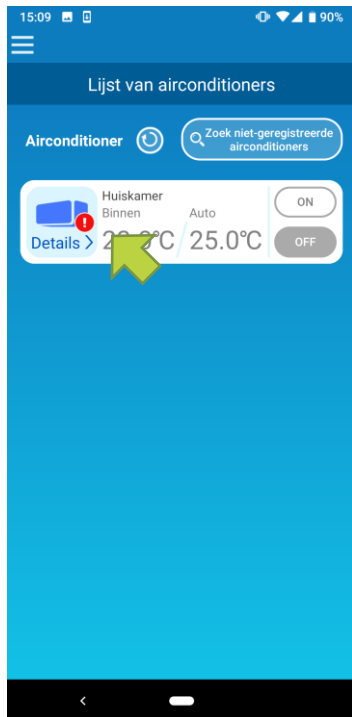 15:09 90%
Lijst van airconditioners
Airconditioner
Zoek niet-geregistreerde
airconditioners
Huiskamer
Binnen Auto
ON
Details > 25.0℃
OFF